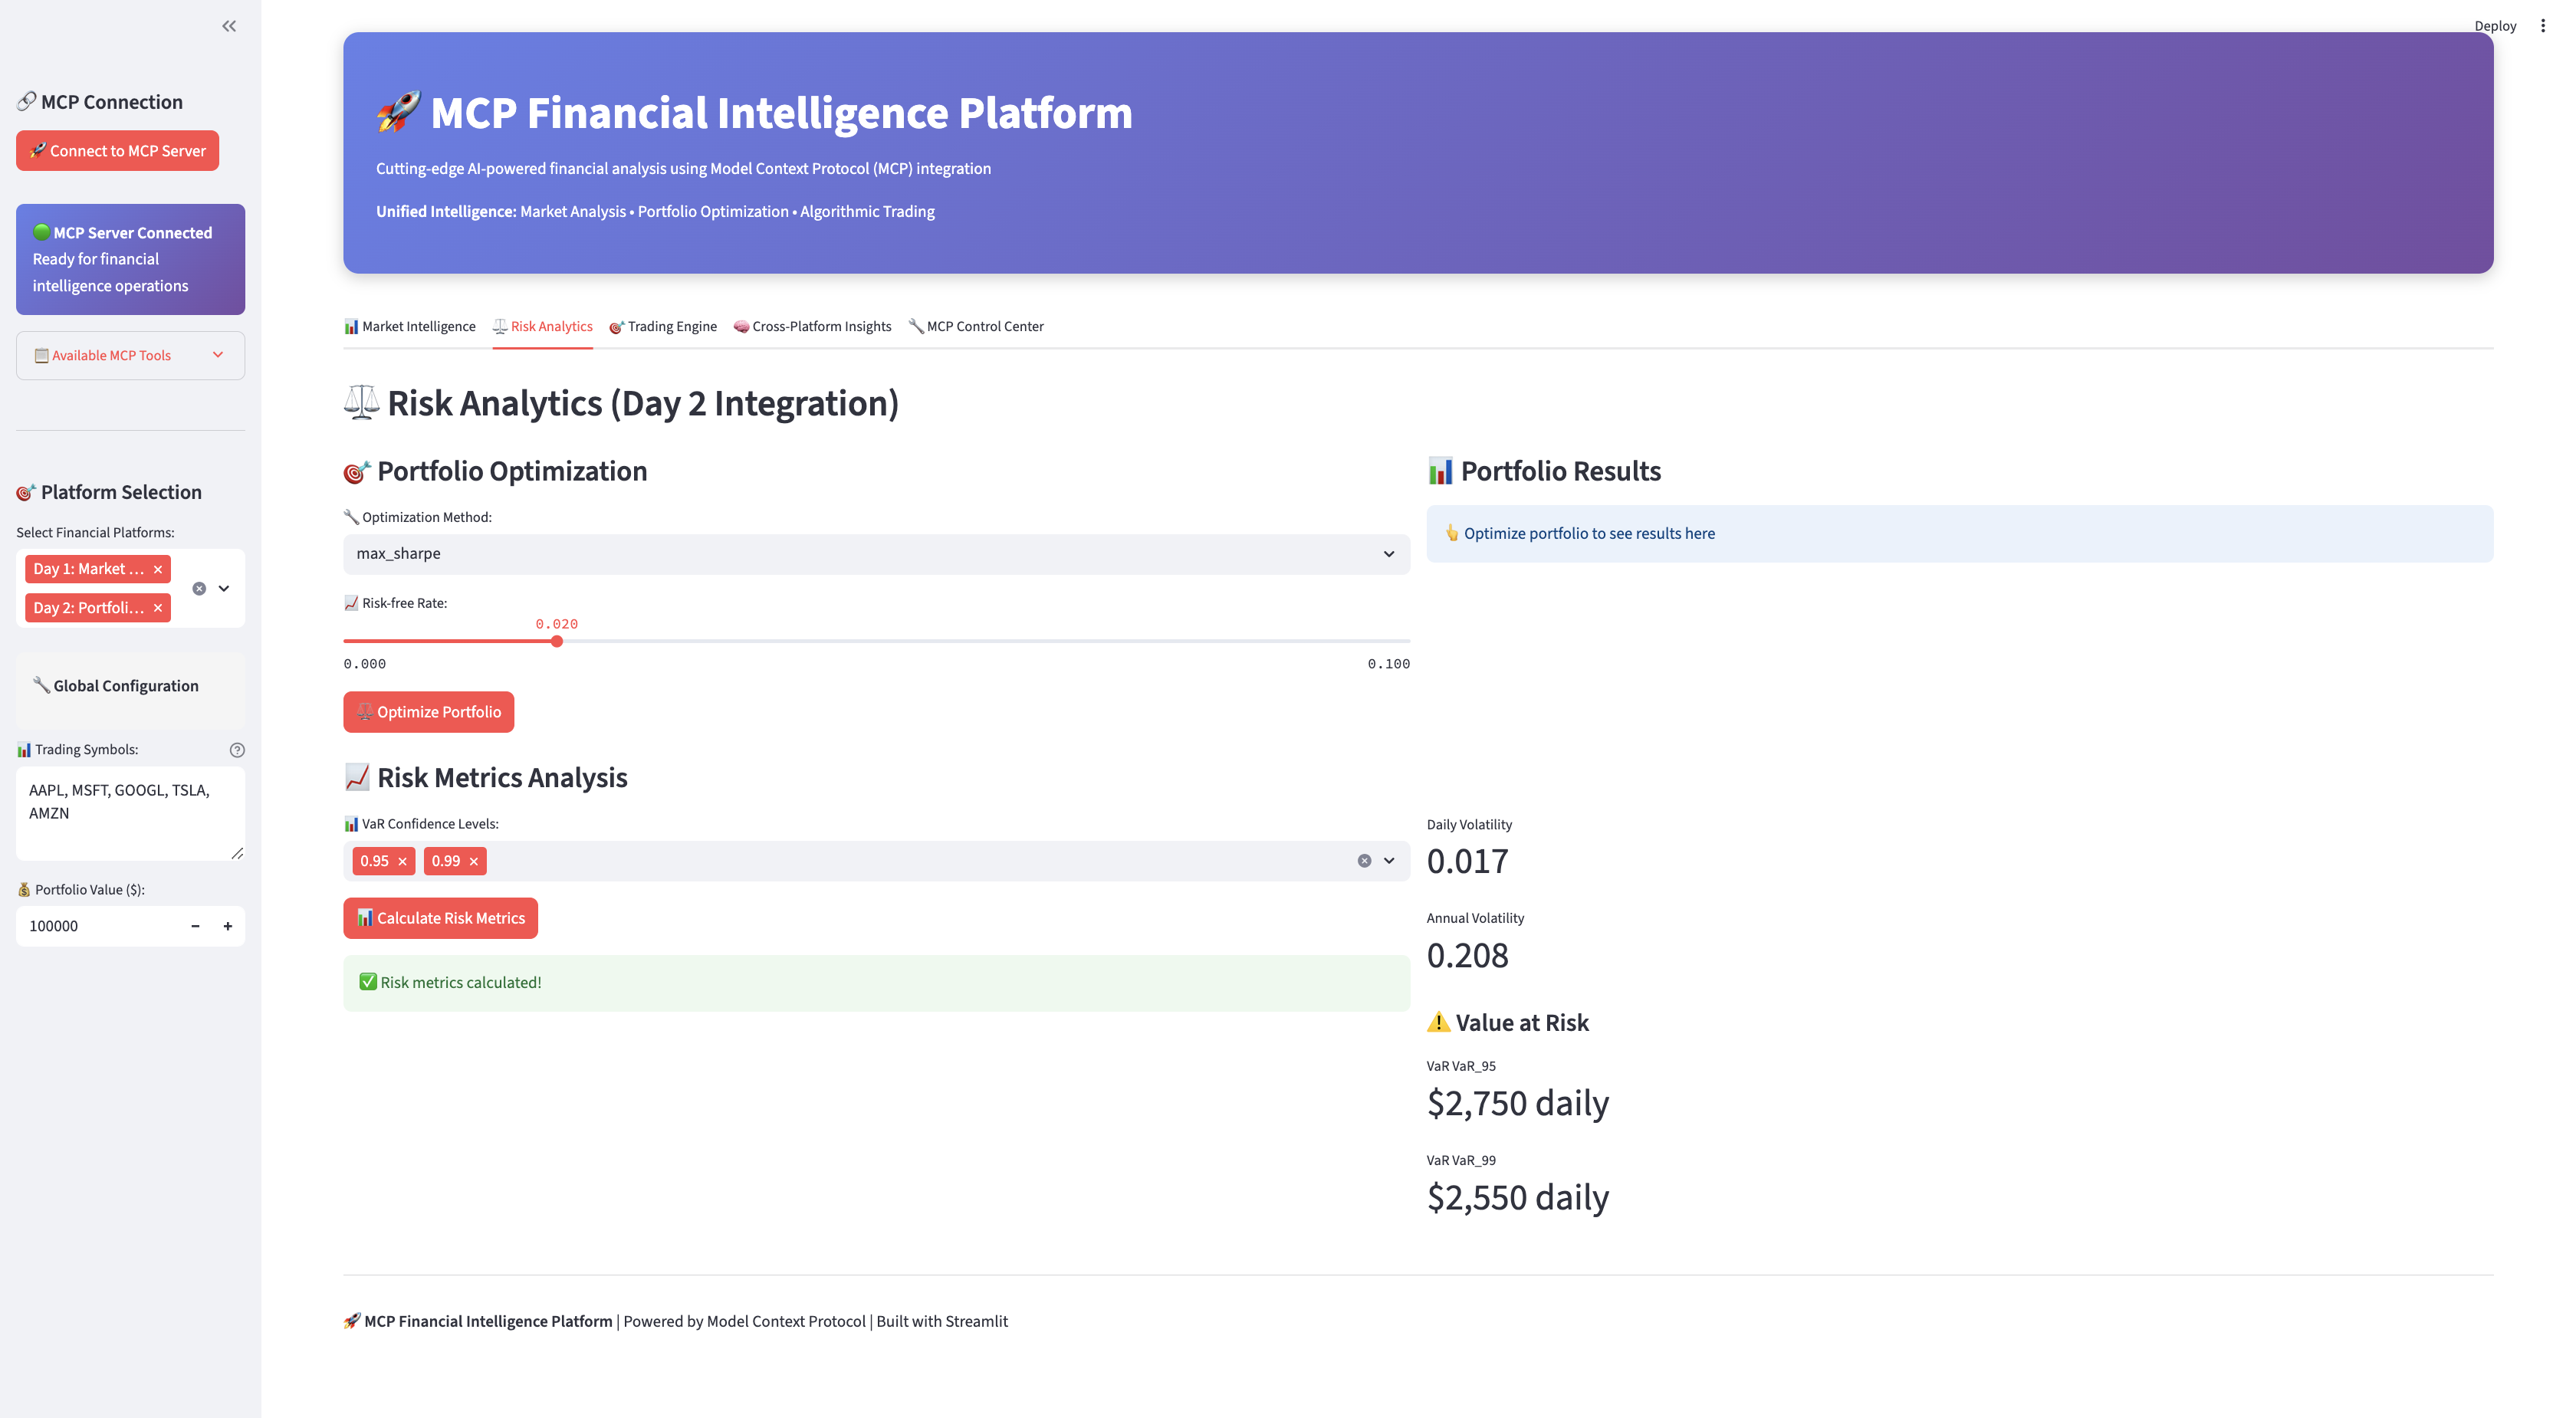 Deploy
🔗 MCP Connection
🚀 Connect to MCP Server
🟢 MCP Server Connected
Ready for financial
intelligence operations
📋 Available MCP Tools
🎯 Platform Selection
Select Financial Platforms:
Day 1: Market ...
Day 2: Portfoli...
🔧 Global Configuration
📊 Trading Symbols:
AAPL, MSFT, GOOGL, TSLA,
AMZN
💰 Portfolio Value ($):
100000
🚀 MCP Financial Intelligence Platform
Cutting-edge AI-powered financial analysis using Model Context Protocol (MCP) integration
Unified Intelligence: Market Analysis • Portfolio Optimization • Algorithmic Trading
📊 Market Intelligence
⚖️ Risk Analytics
🎯 Trading Engine
🧠 Cross-Platform Insights
🔧 MCP Control Center
⚖️ Risk Analytics (Day 2 Integration)
🎯 Portfolio Optimization
🔧 Optimization Method:
max_sharpe
📈 Risk-free Rate:
0.020
0.000
0.100
⚖️ Optimize Portfolio
📊 Portfolio Results
👆 Optimize portfolio to see results here
📈 Risk Metrics Analysis
📊 VaR Confidence Levels:
0.95
0.99
📊 Calculate Risk Metrics
✅ Risk metrics calculated!
Daily Volatility
0.017
Annual Volatility
0.208
⚠️ Value at Risk
VaR VaR_95
$2,750 daily
VaR VaR_99
$2,550 daily
🚀 MCP Financial Intelligence Platform | Powered by Model Context Protocol | Built with Streamlit